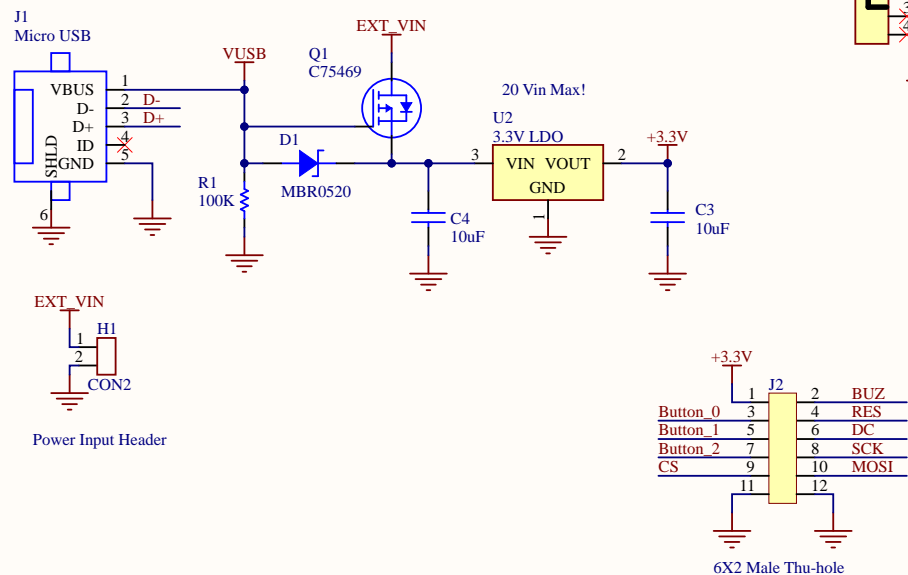 J1
Micro USB
VBUS
D-
D+
ID
GND
SHLD
1
2
3
4
5
6
D-
D+
VUSB
R1
100K
D1
MBR0520
Q1
C75469
EXT_VIN
20 Vin Max!
U2
3.3V LDO
3
VIN VOUT
GND
2
1
C4
10uF
+3.3V
C3
10uF
EXT_VIN
H1
1
2
CON2
Power Input Header
+3.3V
J2
1
2
BUZ
Button_0
3
4
RES
Button_1
5
6
DC
Button_2
7
8
SCK
CS
9
10
MOSI
11
12
6X2 Male Thu-hole